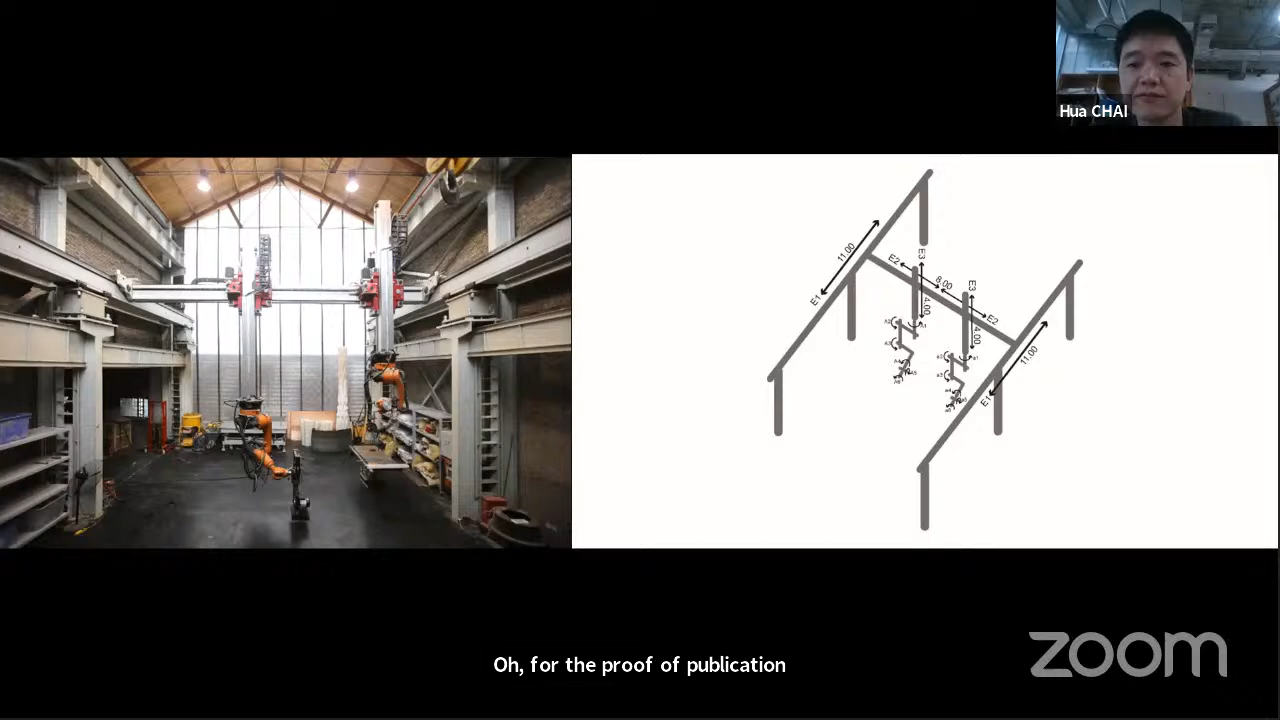 Hua CHAI
11.00
E1
E2
E3
8.00
4.00
E3
E2
4.00
11.00
E1
Oh, for the proof of publication
zoom